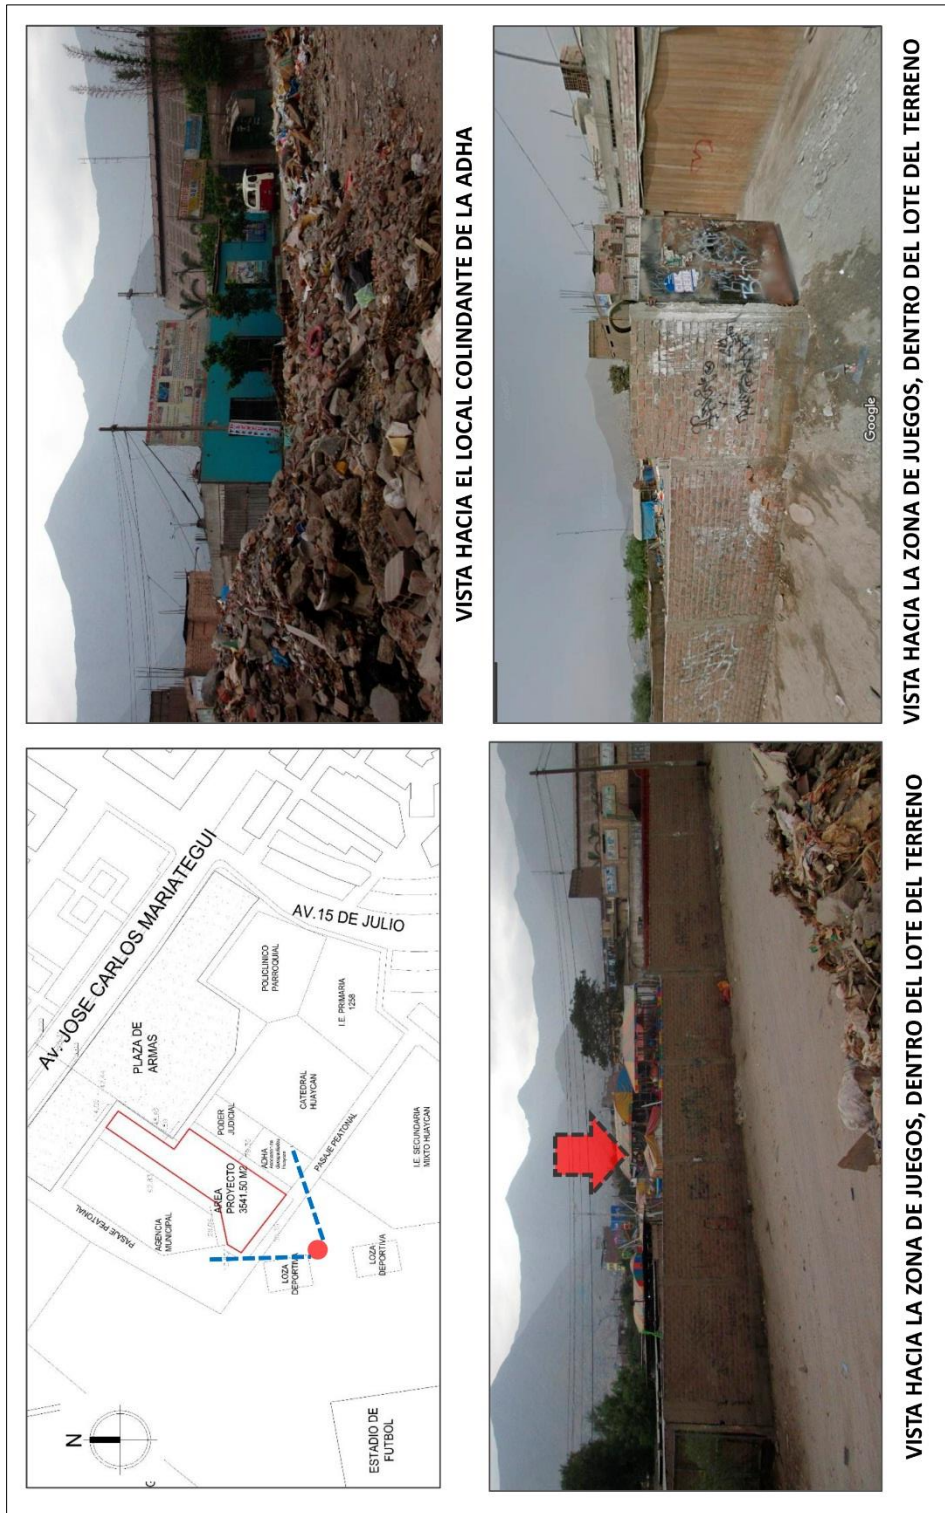 N
Av. JOSE CARLOS MARIATEGUI
AV.15 DE JULIO
PLAZA DE
ARMAS
POLICLINICO
PARROQUIAL
I.E. PRIMARIA
1258
PODER
JUDICIAL
CATEDRAL
HUAYCAN
ADHA
AREA
PROYECTO
3541.50 M2
AGENCIA
MUNICIPAL
PASAJE PEATONAL
PASAJE PEATONAL
I.E. SECUNDARIA
MIXTO HUAYCAN
LOZA
DEPORTIVA
LOZA
DEPORTIVA
ESTADIO DE
FUTBOL
VISTA HACIA EL LOCAL COLINDANTE DE LA ADHA
VISTA HACIA LA ZONA DE JUEGOS, DENTRO DEL LOTE DEL TERRENO
Google
VISTA HACIA LA ZONA DE JUEGOS, DENTRO DEL LOTE DEL TERRENO